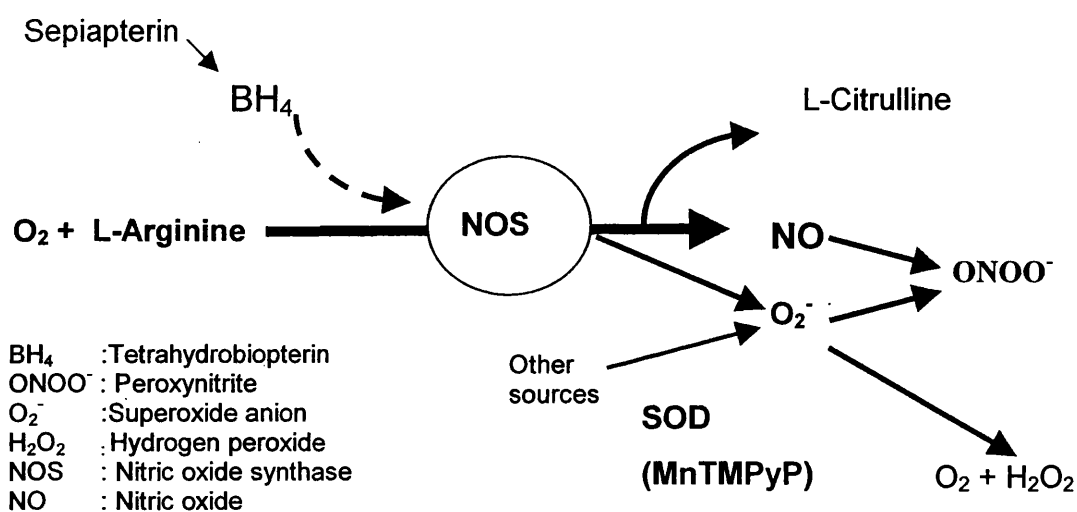 Sepiapterin
BH₄
L-Citrulline
O₂ + L-Arginine
NOS
NO
ONOO⁻
O₂⁻
Other
sources
SOD
(MnTMPyP)
O₂ + H₂O₂
BH₄ :Tetrahydrobiopterin
ONOO⁻ : Peroxynitrite
O₂⁻ :Superoxide anion
H₂O₂ : Hydrogen peroxide
NOS : Nitric oxide synthase
NO : Nitric oxide